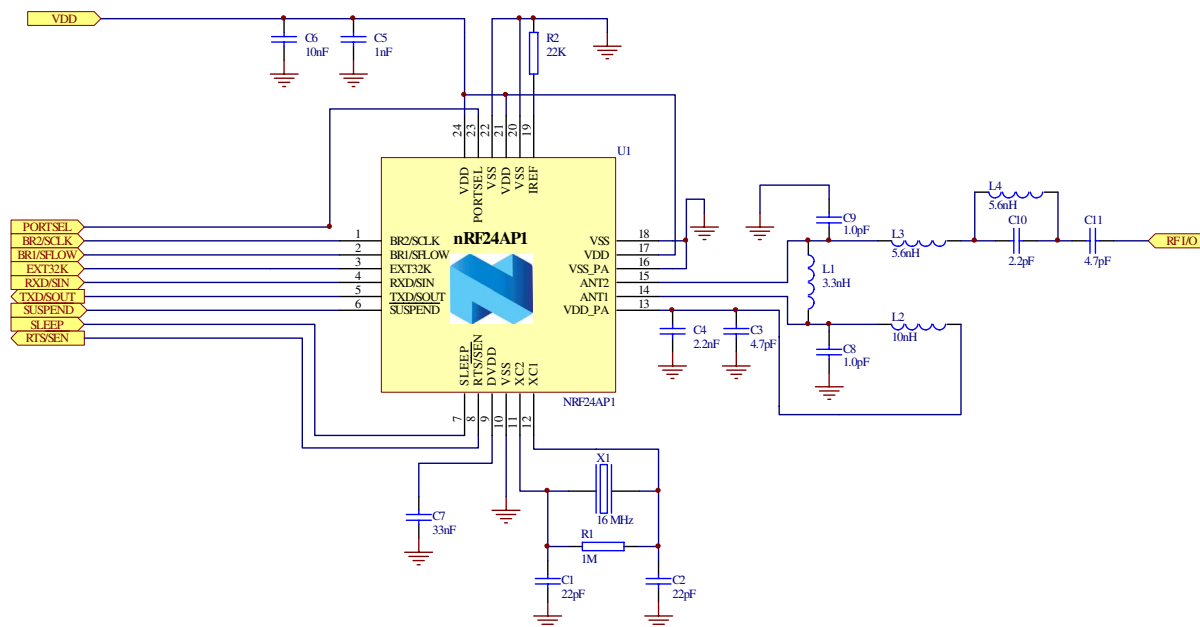 VDD
C6
10nF
C5
1nF
R2
22K
24
23
22
21
20
19
U1
VDD
PORTSEL
VSS
VDD
VSS
IREF
nRF24AP1
PORTSEL
BR2/SCLK
BR1/SFLOW
EXT32K
RXD/SIN
TXD/SOUT
SUSPEND
SLEEP
RTS/SEN
1
2
3
4
5
6
BR2/SCLK
BR1/SFLOW
EXT32K
RXD/SIN
TXD/SOUT
SUSPEND
VSS
VDD
VSS_PA
ANT2
ANT1
VDD_PA
18
17
16
15
14
13
SLEEP
RTS/SEN
DVDD
VSS
XC2
XC1
NRF24AP1
7
8
9
10
11
12
C4
2.2nF
C3
4.7pF
C9
1.0pF
L1
3.3nH
C8
1.0pF
L3
5.6nH
L2
10nH
L4
5.6nH
C10
2.2pF
C11
4.7pF
RF I/O
C7
33nF
X1
16 MHz
R1
1M
C1
22pF
C2
22pF